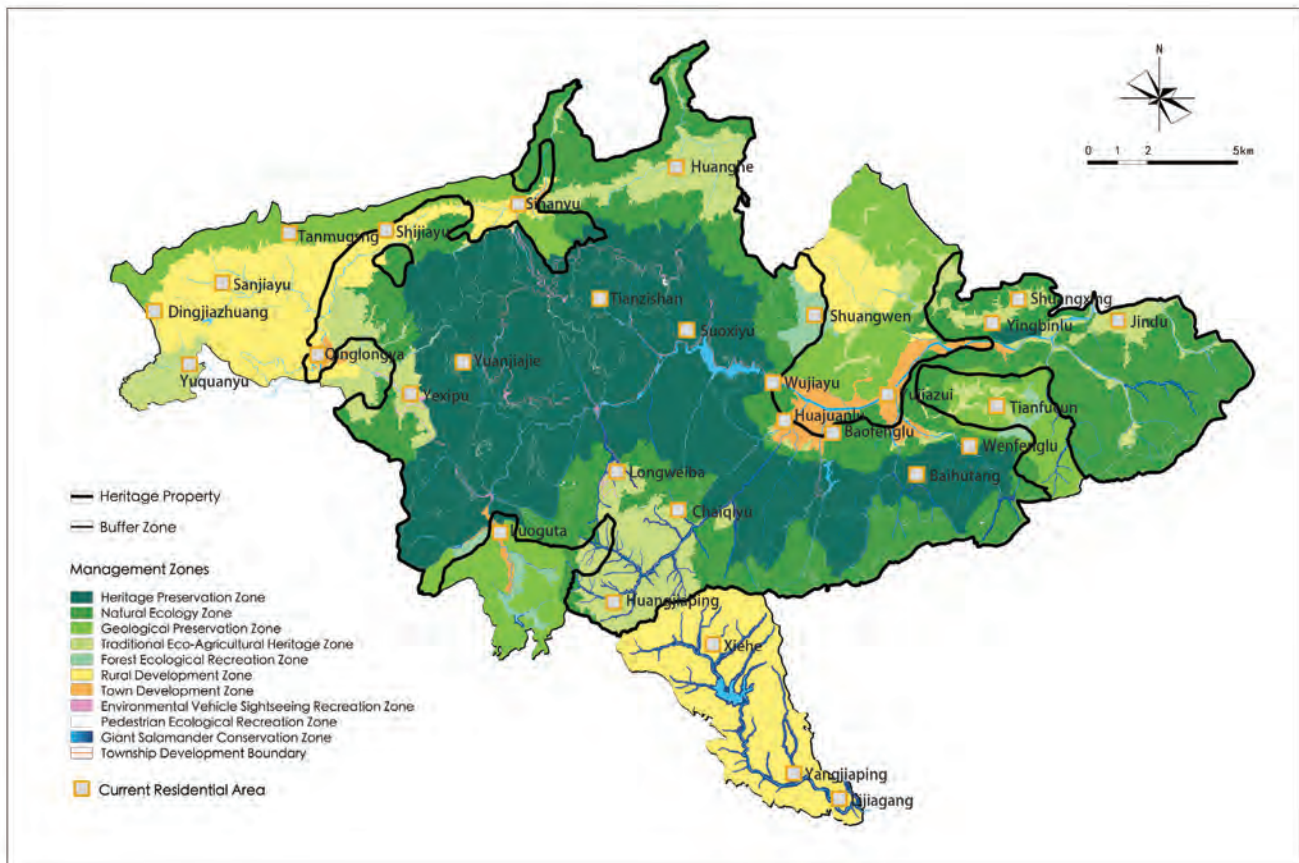 N
0 1 2 5km
Huanghe
Sinanyu
Shijiayu
Sanjiayu
Dingjiazhuang
Tianzishan
Shuangxing
Shuangwen
Yingbinlu
Jindu
Suoxiyu
Yuanjiajie
Yuquanyu
Yexipu
Wujiayu
Huajuanlu
Baofenglu
Tianfucun
Wenfenglu
Longweiba
Baihutang
Chaiqiyu
Luoguta
Huangjiaping
Xiehe
Yangjiaping
Heritage Property
Buffer Zone
Management Zones
Heritage Preservation Zone
Natural Ecology Zone
Geological Preservation Zone
Traditional Eco-Agricultural Heritage Zone
Forest Ecological Recreation Zone
Rural Development Zone
Town Development Zone
Environmental Vehicle Sightseeing Recreation Zone
Pedestrian Ecological Recreation Zone
Giant Salamander Conservation Zone
Township Development Boundary
Current Residential Area